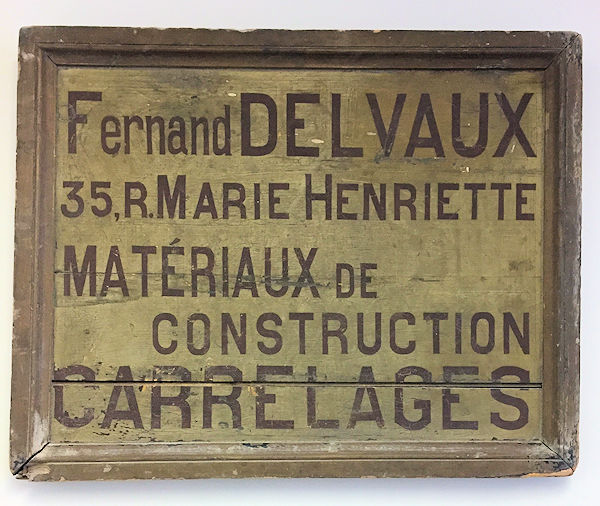 Fernand DELVAUX
35,R.MARIE HENRIETTE
MATÉRIAUX DE
CONSTRUCTION
CARRELAGES